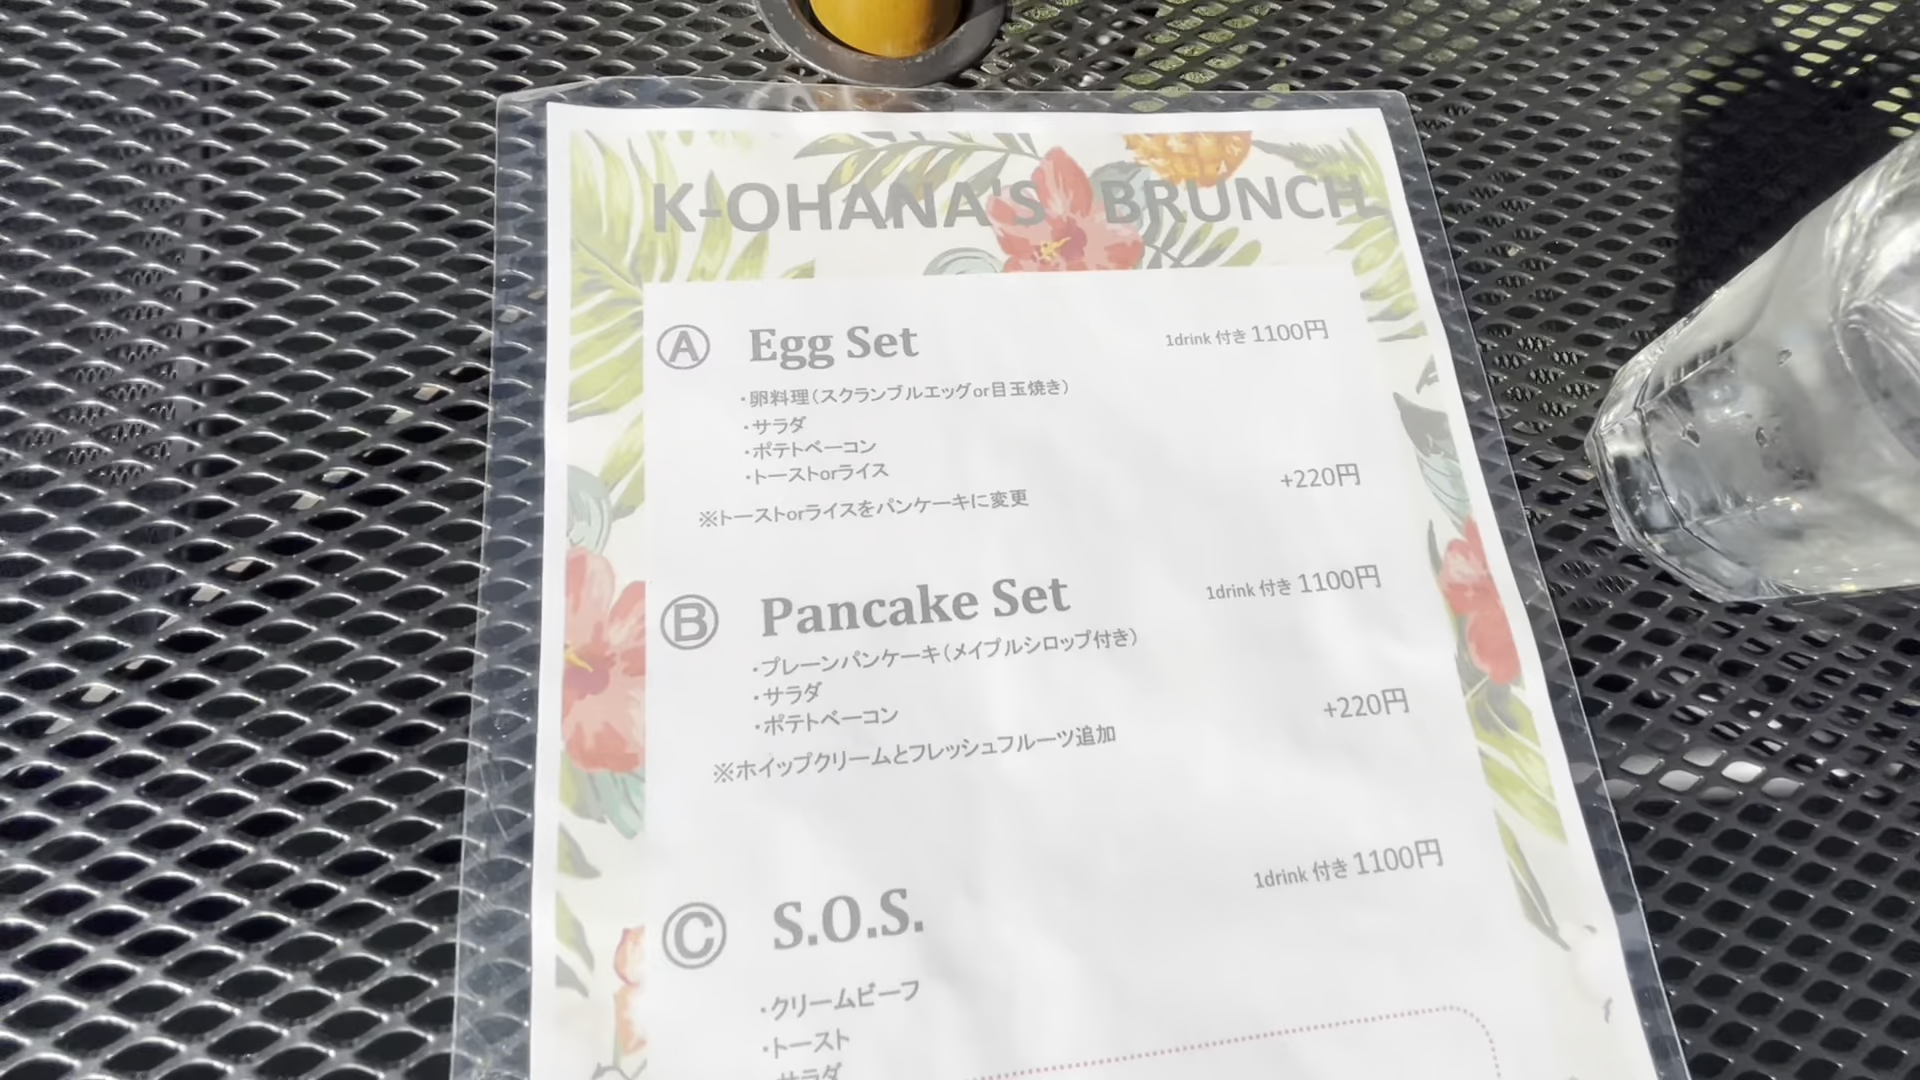 K-OHANA'S BRUNCH
Ⓐ Egg Set 1drink 付き 1100円
・卵料理(スクランブルエッグor目玉焼き)
・サラダ
・ポテトベーコン
・トーストorライス
※トーストorライスをパンケーキに変更 +220円
Ⓑ Pancake Set 1drink 付き 1100円
・プレーンパンケーキ(メイプルシロップ付き)
・サラダ
・ポテトベーコン
※ホイップクリームとフレッシュフルーツ追加 +220円
Ⓒ S.O.S. 1drink 付き 1100円
・クリームビーフ
・トースト
・サラダ